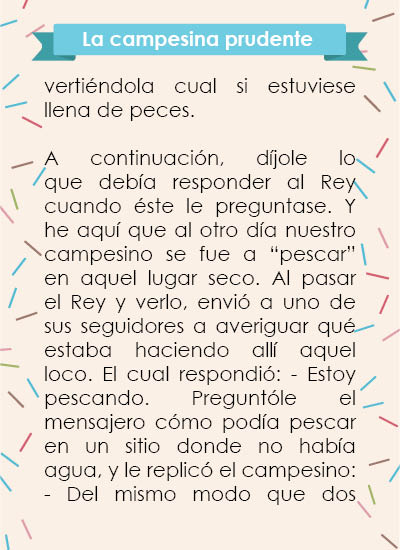 La campesina prudente
vertiéndola cual si estuviese
llena de peces.
A continuación, díjole lo
que debía responder al Rey
cuando éste le preguntase. Y
he aquí que al otro día nuestro
campesino se fue a “pescar”
en aquel lugar seco. Al pasar
el Rey y verlo, envió a uno de
sus seguidores a averiguar qué
estaba haciendo allí aquel
loco. El cual respondió: - Estoy
pescando. Preguntóle el
mensajero cómo podía pescar
en un sitio donde no había
agua, y le replicó el campesino:
- Del mismo modo que dos